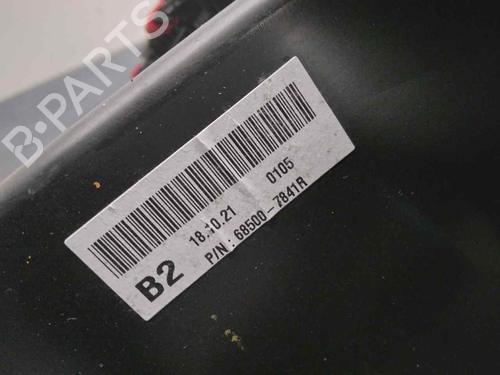 B-PARTS
B2
18.10.21 0105
P/N : 68500-7841R